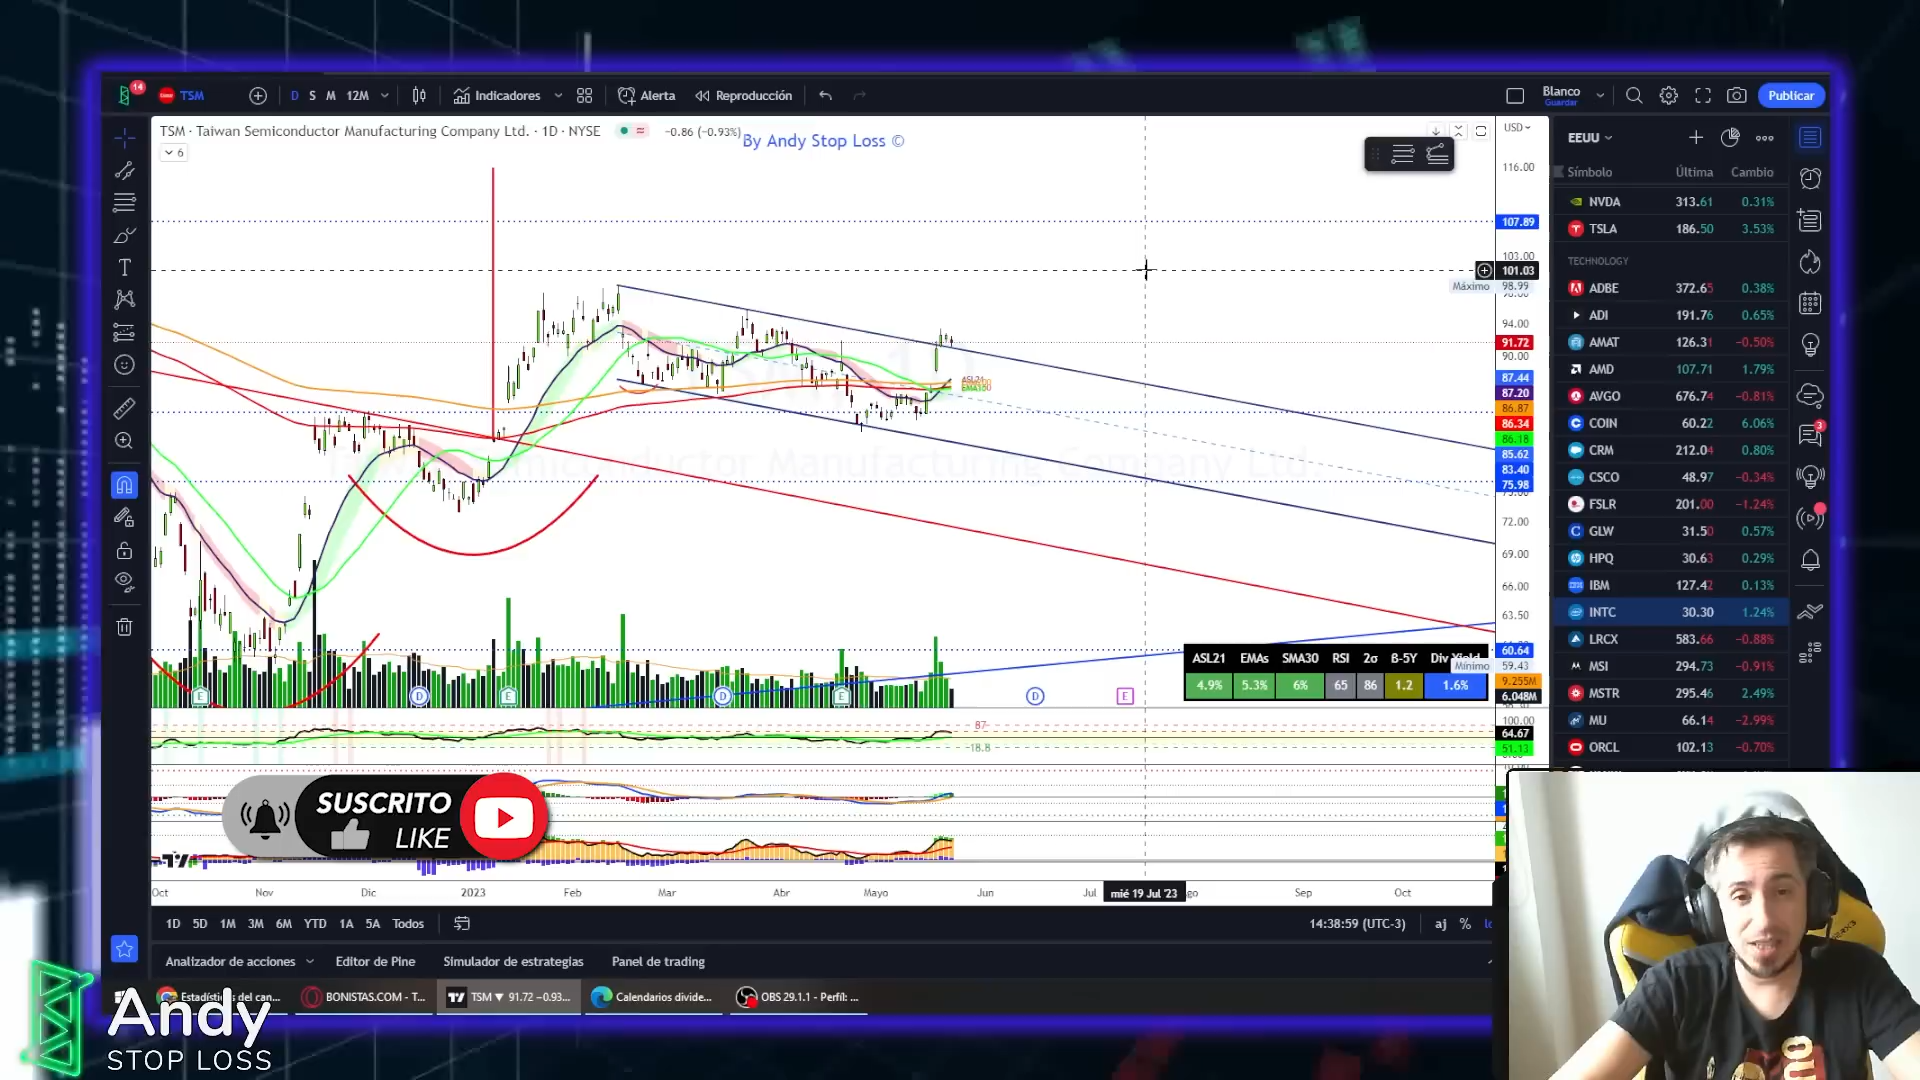 14
TSM
D S M 12M
Indicadores
Alerta
Reproducción
Blanco
Guardar
Publicar
TSM · Taiwan Semiconductor Manufacturing Company Ltd. · 1D · NYSE
-0.86 (-0.93%)
6
By Andy Stop Loss ©
USD
116.00
107.89
103.00
101.03
Máximo 98.99
94.00
91.72
90.00
87.44
87.20
86.87
86.34
86.18
85.62
83.40
75.98
72.00
69.00
66.00
63.50
60.64
Mínimo 59.43
9.255M
6.048M
100.00
64.67
51.13
ASL21
EMA150
Semiconductor Manufacturing Company Ltd.
ASL21 EMAs SMA30 RSI 2σ B-5Y Div Yield
4.9% 5.3% 6% 65 86 1.2 1.6%
E D E D E D E
87
18.8
SUSCRITO
LIKE
Oct Nov Dic 2023 Feb Mar Abr Mayo Jun Jul mié 19 Jul '23 go Sep Oct
1D 5D 1M 3M 6M YTD 1A 5A Todos
14:38:59 (UTC-3) aj %
Analizador de acciones Editor de Pine Simulador de estrategias Panel de trading
Estadísticas del can... BONISTAS.COM - T... TSM ▼ 91.72 −0.93... Calendarios divide... OBS 29.1.1 - Perfil: ...
EEUU
Símbolo Última Cambio
NVDA 313.61 0.31%
TSLA 186.50 3.53%
TECHNOLOGY
ADBE 372.65 0.38%
ADI 191.76 0.65%
AMAT 126.31 −0.50%
AMD 107.71 1.79%
AVGO 676.74 −0.81%
COIN 60.22 6.06%
CRM 212.04 0.80%
CSCO 48.97 −0.34%
FSLR 201.00 −1.24%
GLW 31.50 0.57%
HPQ 30.63 0.29%
IBM 127.42 0.13%
INTC 30.30 1.24%
LRCX 583.66 −0.88%
MSI 294.73 −0.91%
MSTR 295.46 2.49%
MU 66.14 −2.99%
ORCL 102.13 −0.70%
3
Andy
STOP LOSS